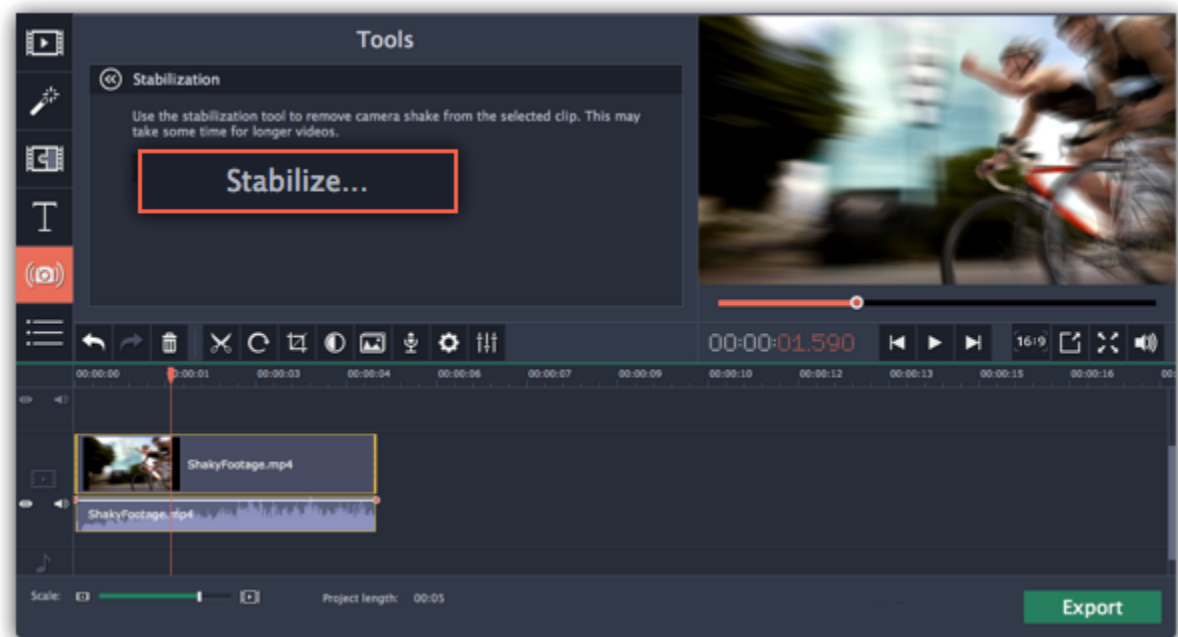 Tools
Stabilization
Use the stabilization tool to remove camera shake from the selected clip. This may
take some time for longer videos.
Stabilize...
T
00:00:01.590
16:9
00:00:00 00:00:01 00:00:03 00:00:04 00:00:06 00:00:07 00:00:09 00:00:10 00:00:12 00:00:13 00:00:15 00:00:16 00:
ShakyFootage.mp4
ShakyFootage.mp4
Scale:
Project length: 00:05
Export